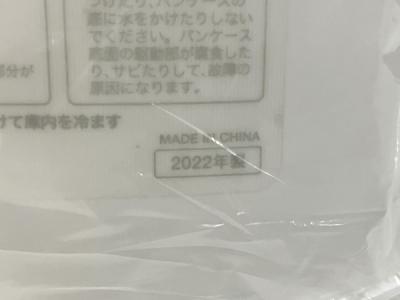 つけたり、パンケースの
底に水をかけたりしない
でください。パンケース
底面の駆動部が腐食した
り、サビたりして、故障の
原因になります。
部分が
けて庫内を冷ます
MADE IN CHINA
2022年製